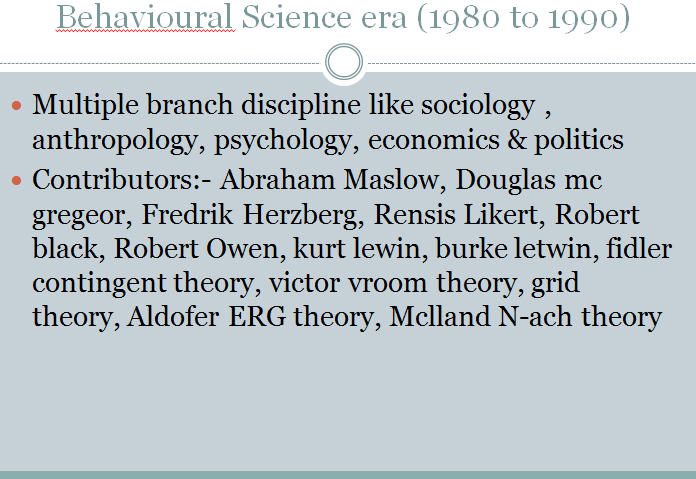 Behavioural Science era (1980 to 1990)
• Multiple branch discipline like sociology ,
anthropology, psychology, economics & politics
• Contributors:- Abraham Maslow, Douglas mc
gregeor, Fredrik Herzberg, Rensis Likert, Robert
black, Robert Owen, kurt lewin, burke letwin, fidler
contingent theory, victor vroom theory, grid
theory, Aldofer ERG theory, Mclland N-ach theory